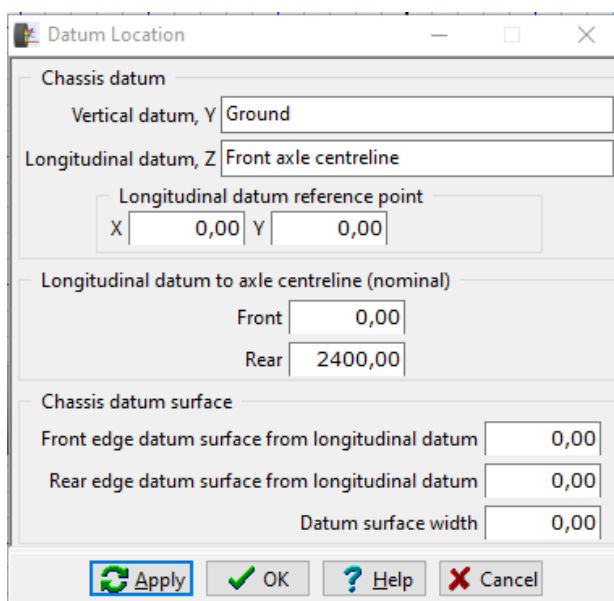 Datum Location
Chassis datum
Vertical datum, Y Ground
Longitudinal datum, Z Front axle centreline
Longitudinal datum reference point
X 0,00 Y 0,00
Longitudinal datum to axle centreline (nominal)
Front 0,00
Rear 2400,00
Chassis datum surface
Front edge datum surface from longitudinal datum 0,00
Rear edge datum surface from longitudinal datum 0,00
Datum surface width 0,00
Apply OK Help Cancel